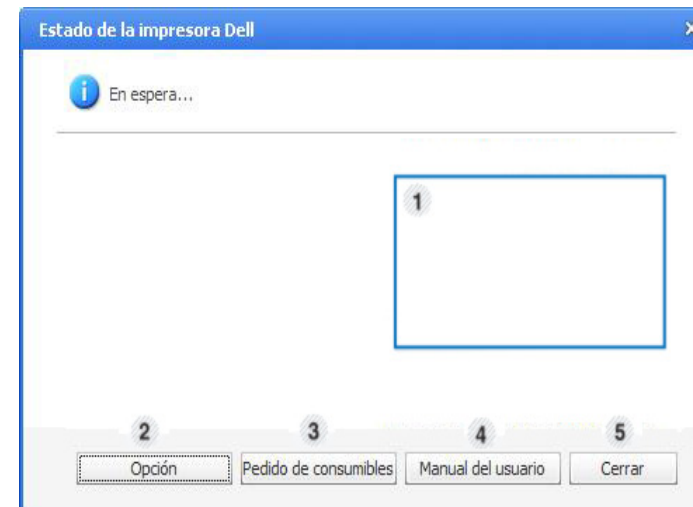 Estado de la impresora Dell
En espera...
1
2 3 4 5
Opción Pedido de consumibles Manual del usuario Cerrar